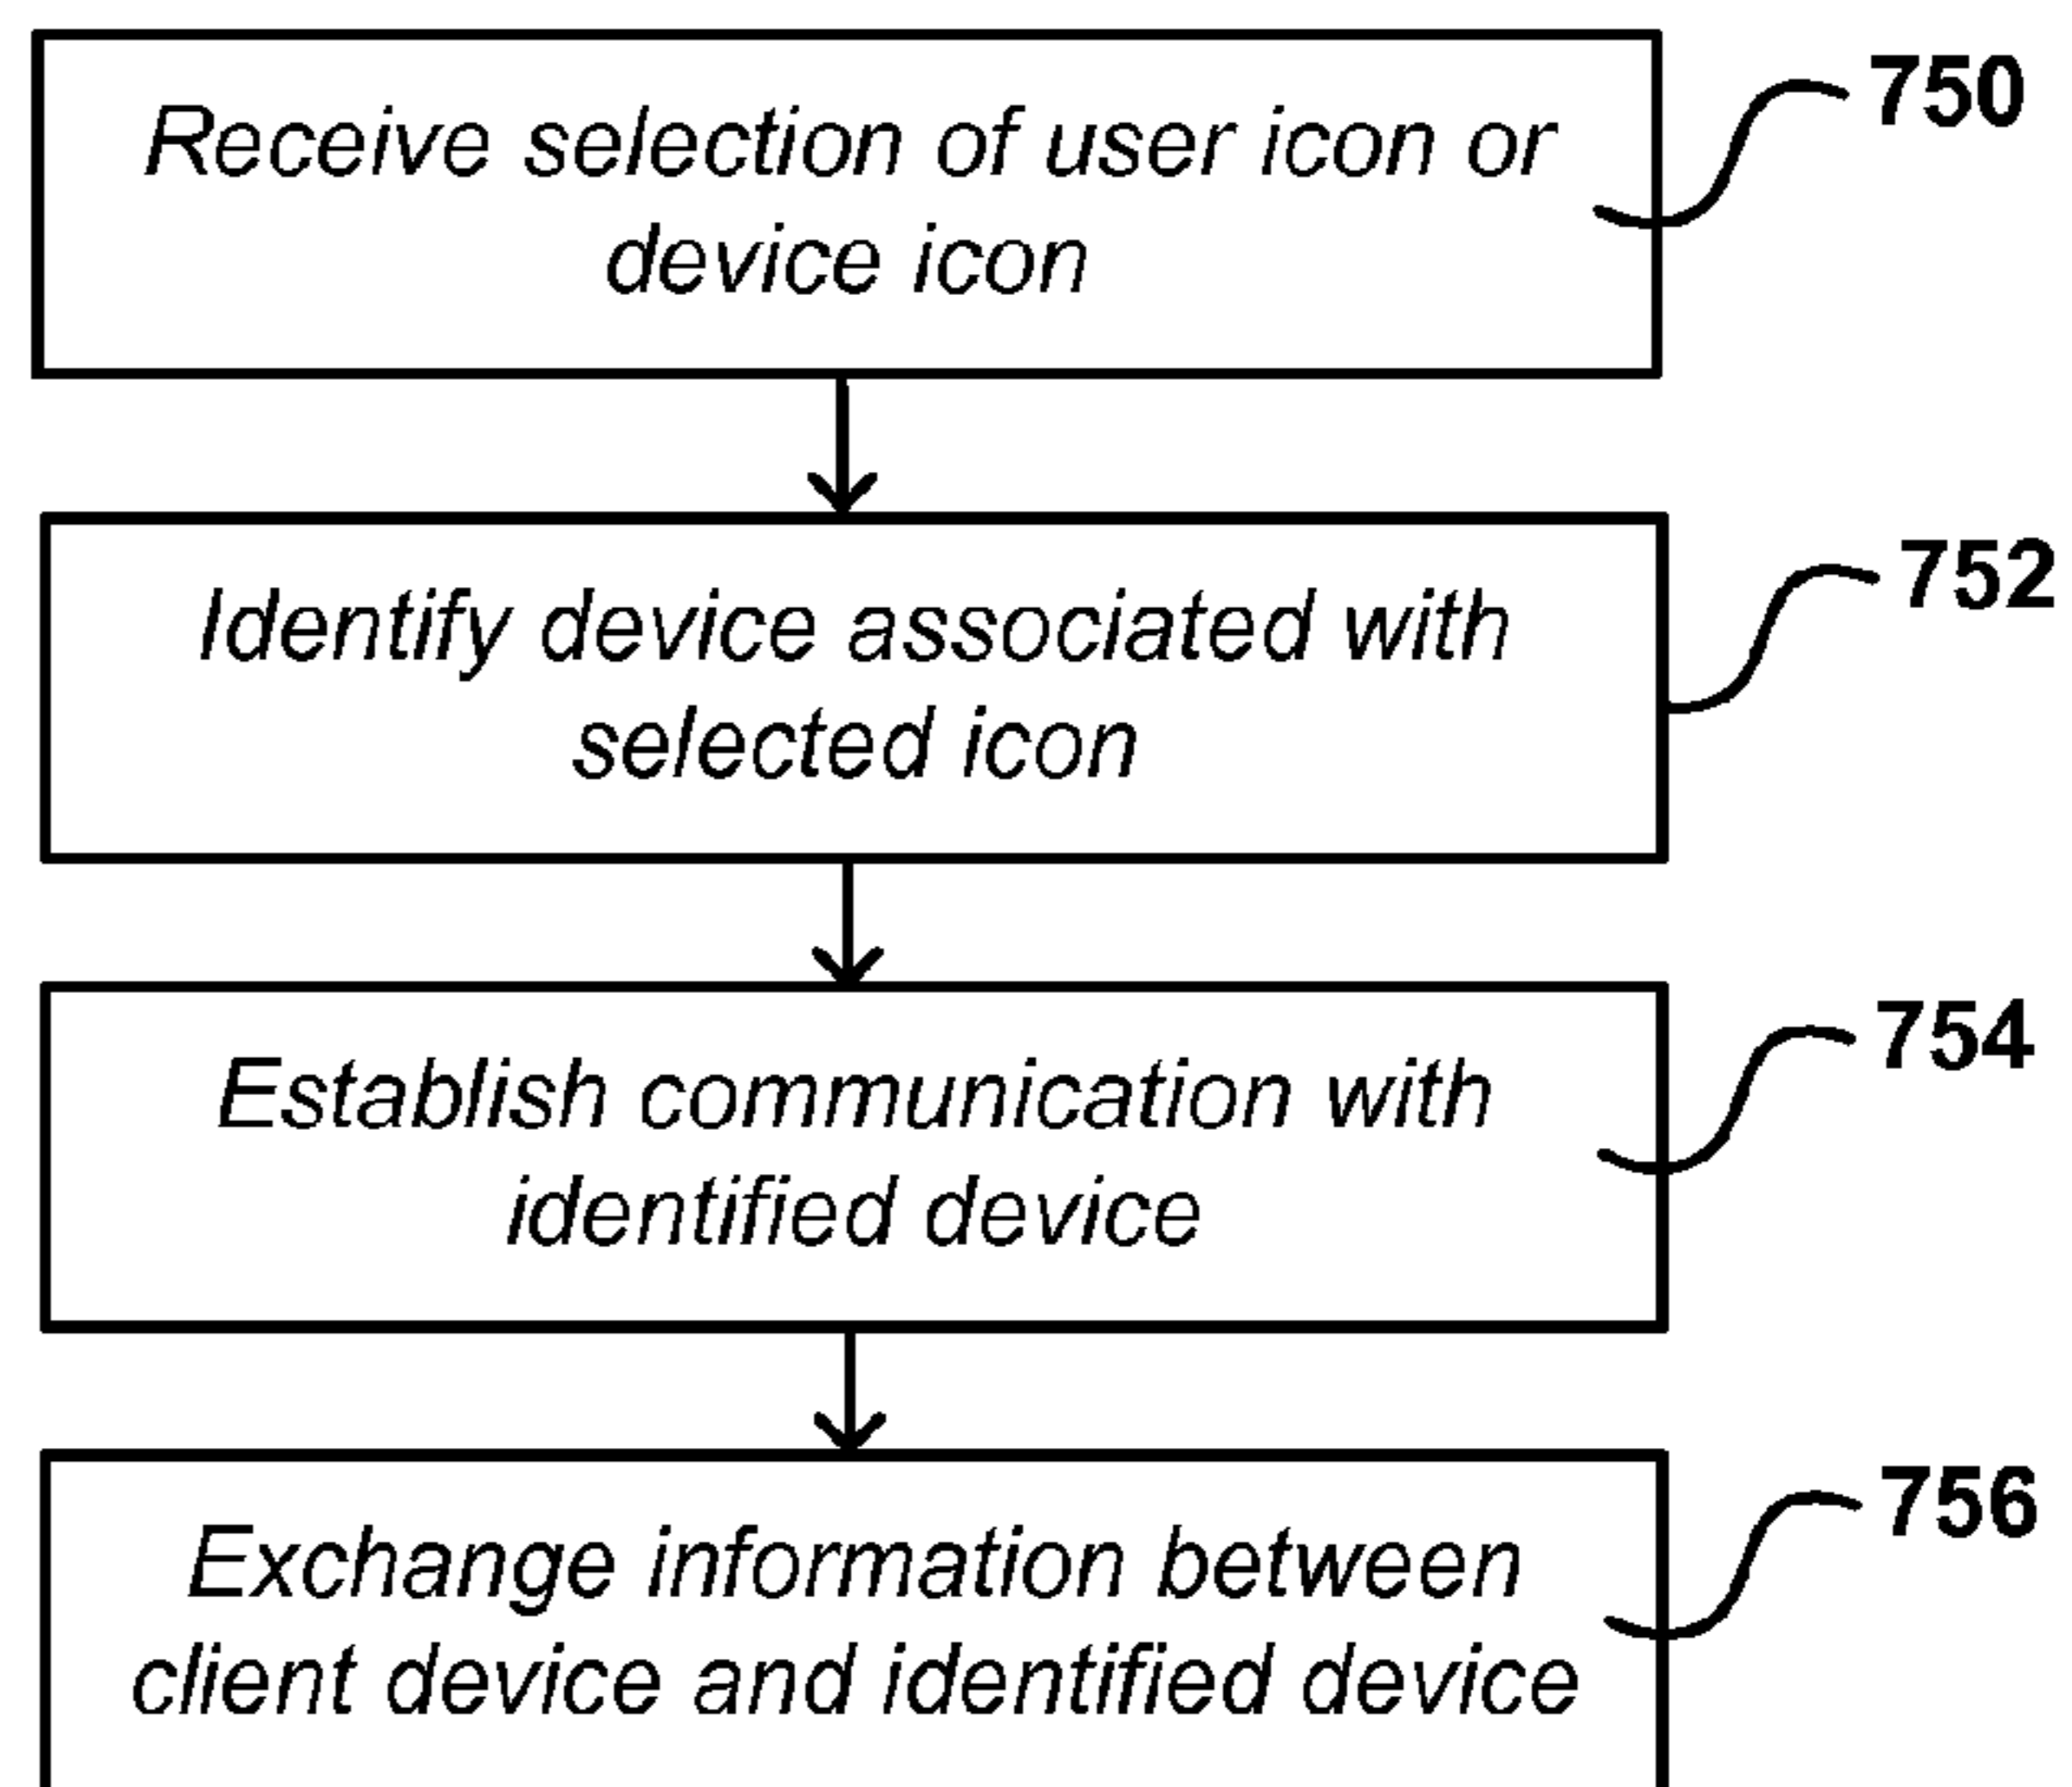 Receive selection of user icon or
device icon
750
Identify device associated with
selected icon
752
Establish communication with
identified device
754
Exchange information between
client device and identified device
756